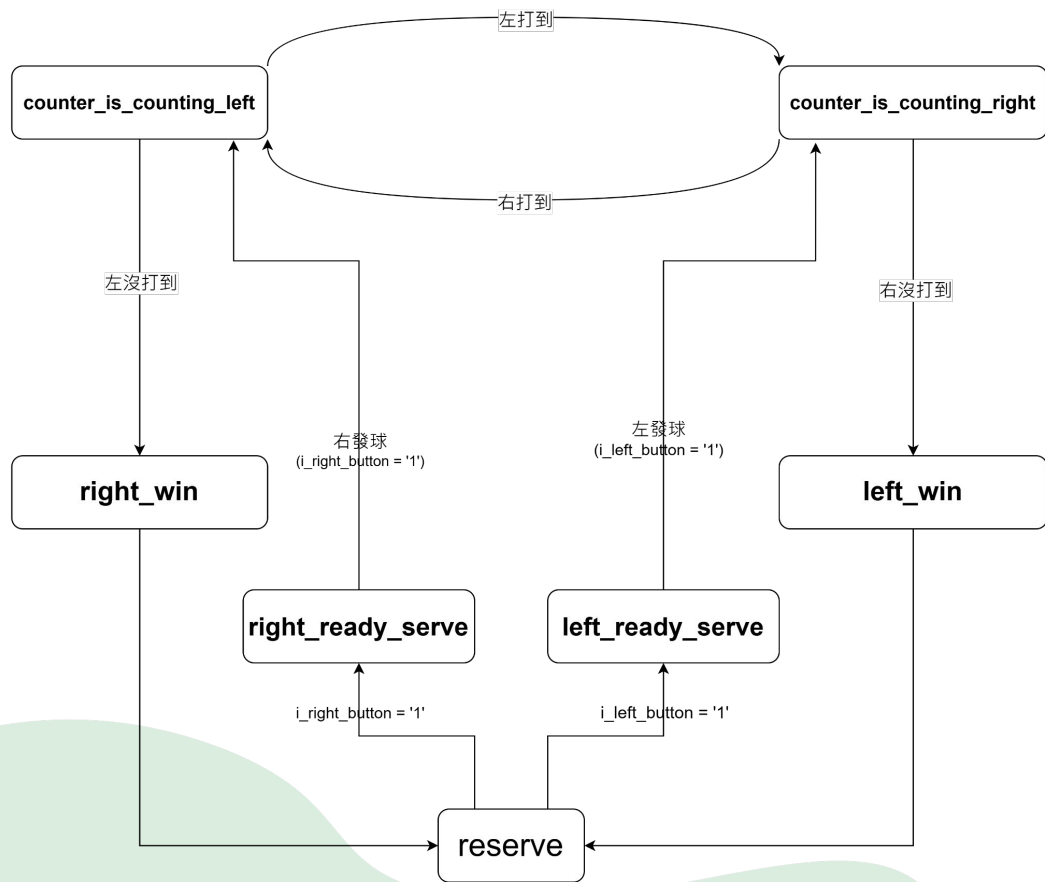 左打到
counter_is_counting_left
counter_is_counting_right
右打到
左沒打到
右沒打到
右發球
(i_right_button = '1')
左發球
(i_left_button = '1')
right_win
left_win
right_ready_serve
left_ready_serve
i_right_button = '1'
i_left_button = '1'
reserve